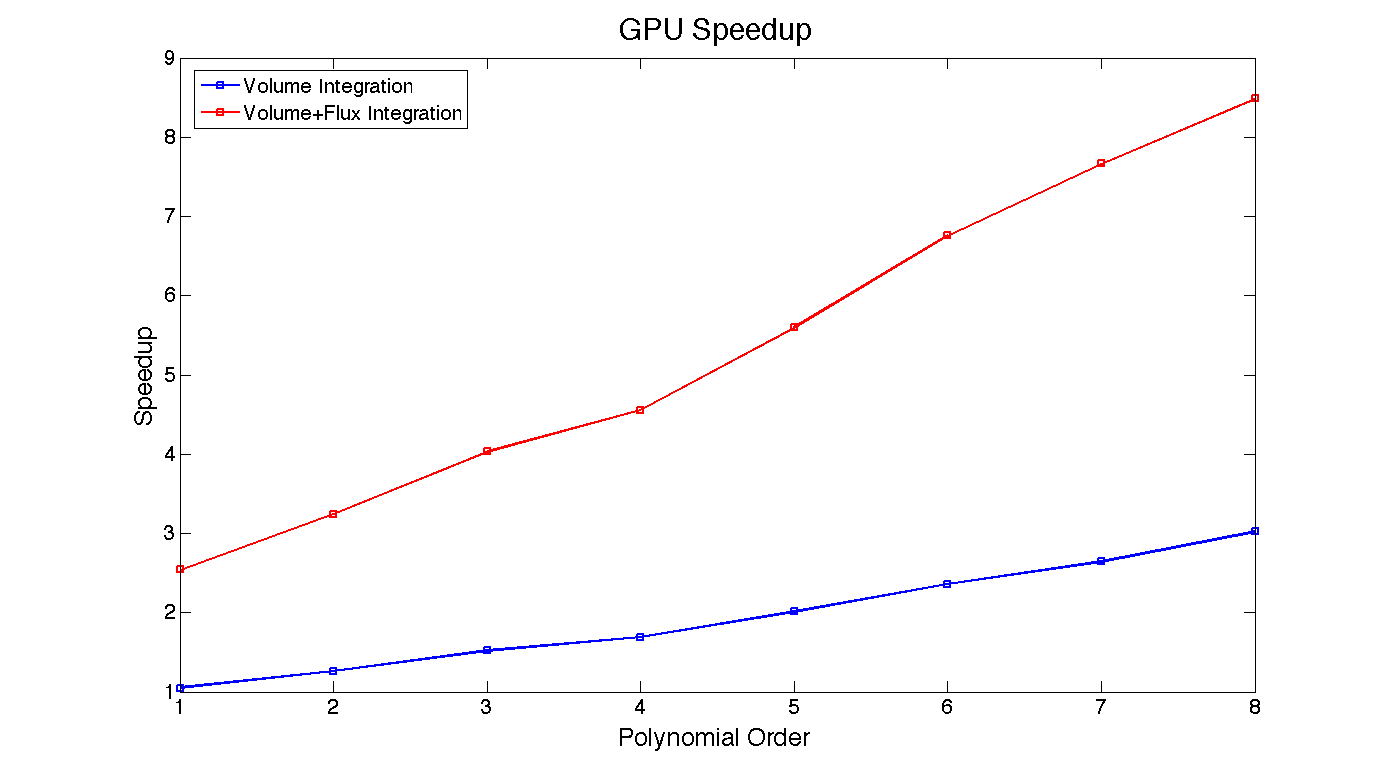 GPU Speedup
Volume Integration
Volume+Flux Integration
9
8
7
6
5
4
3
2
1
Speedup
1 2 3 4 5 6 7 8
Polynomial Order